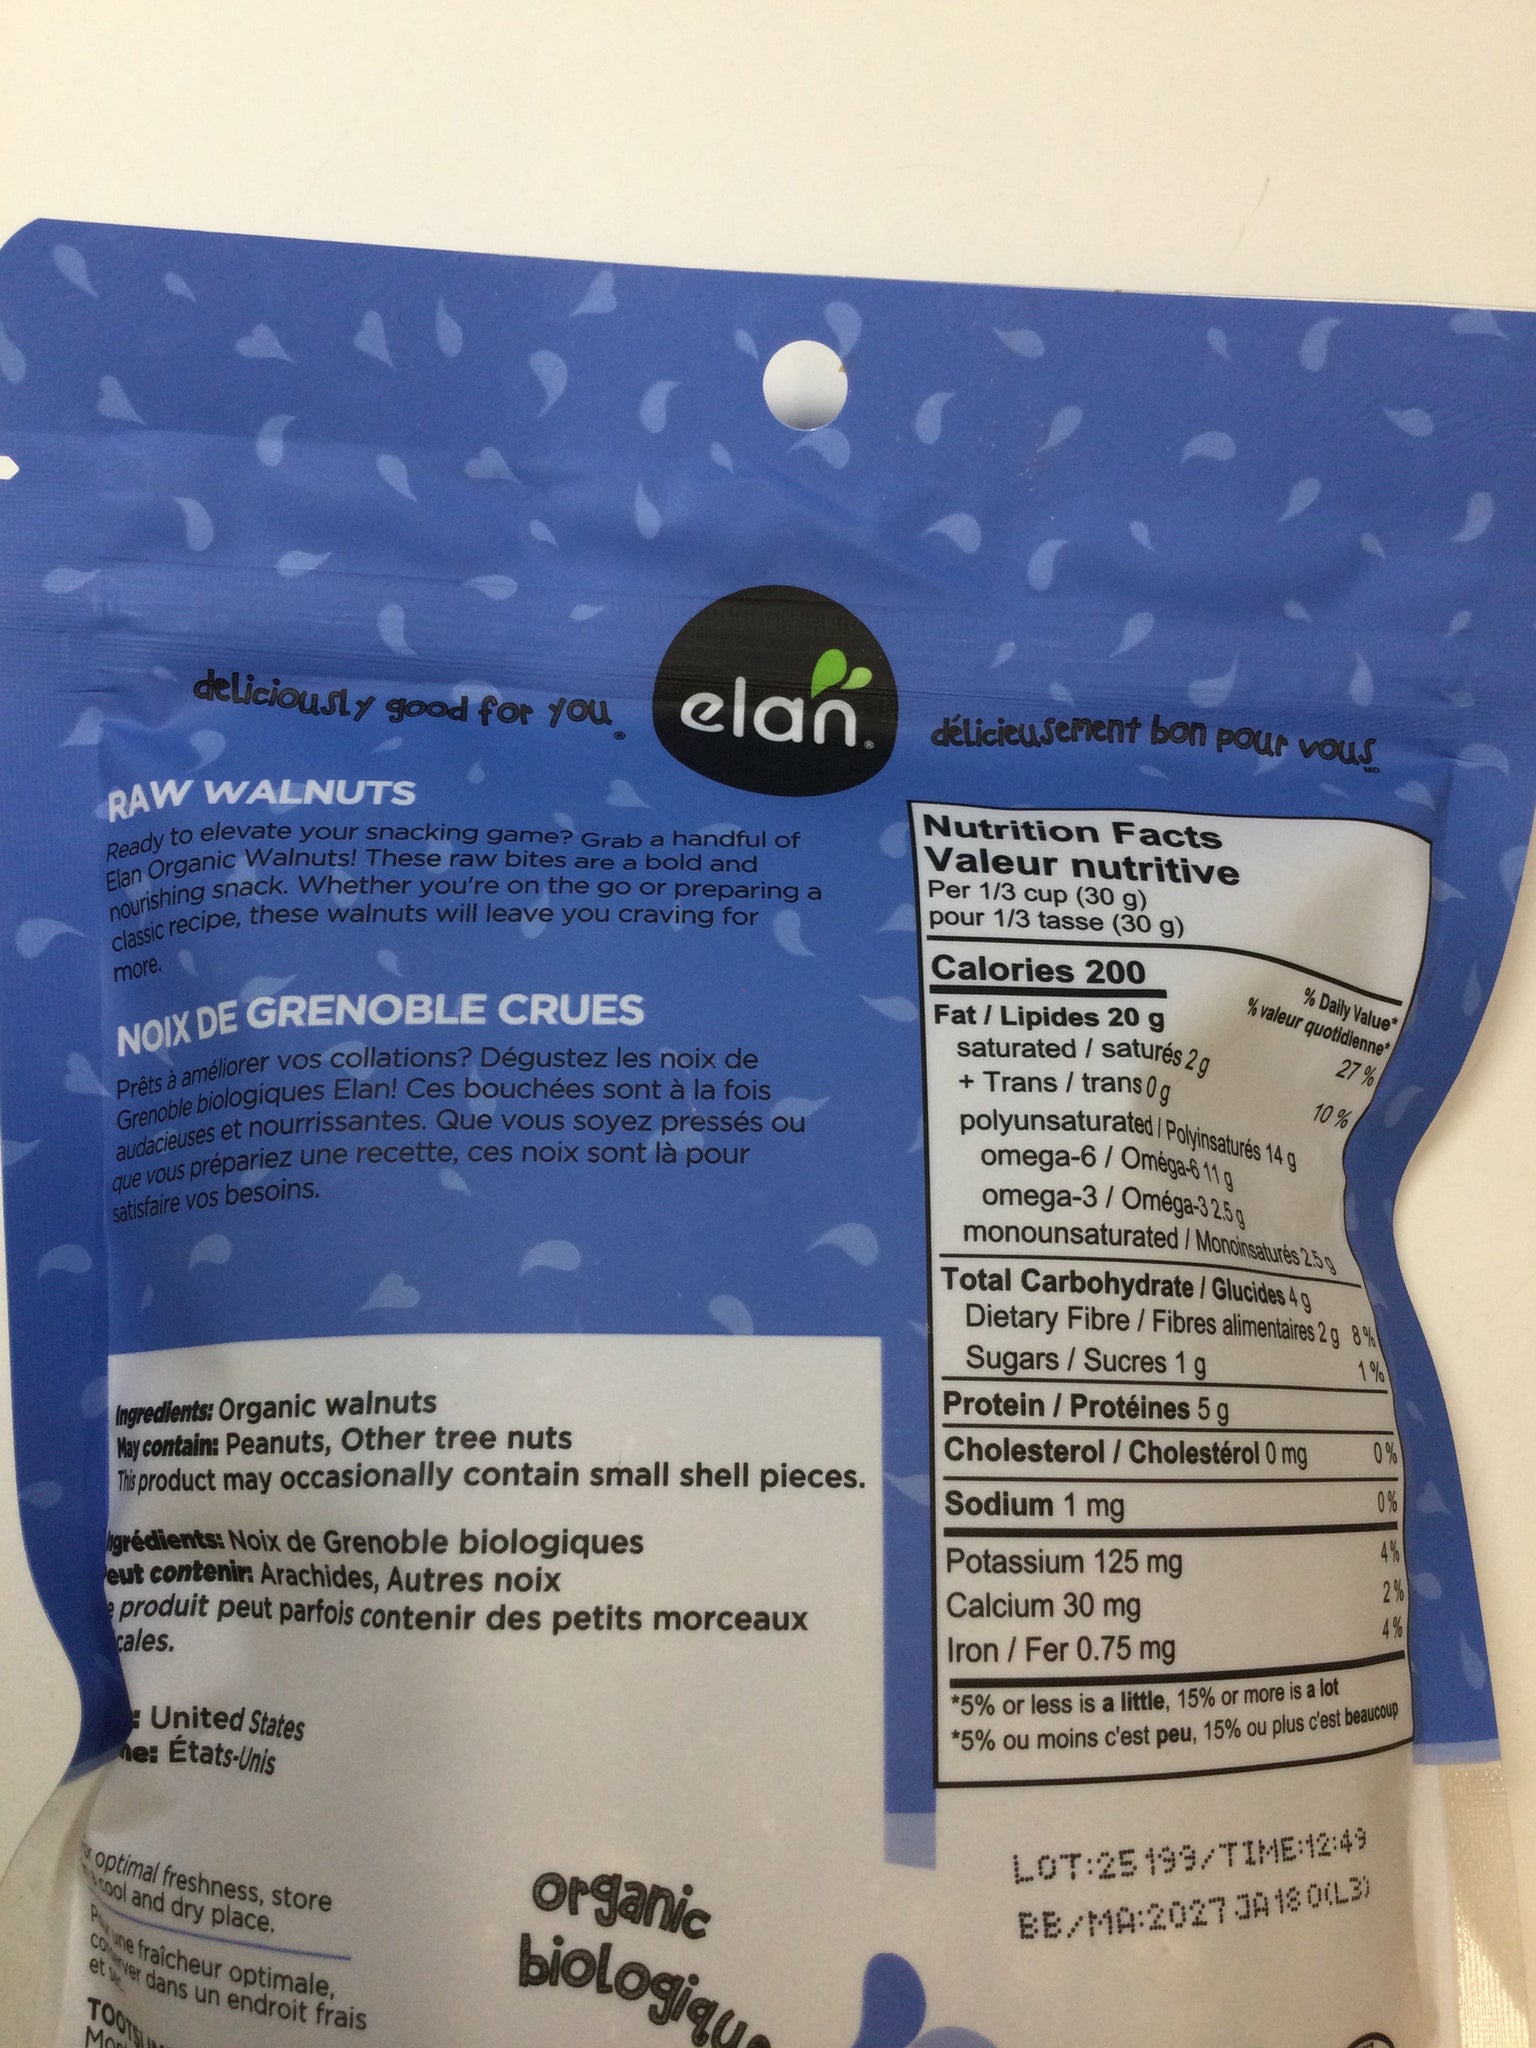 deliciously good for you®
elan®
délicieusement bon pour vous MD
RAW WALNUTS
Ready to elevate your snacking game? Grab a handful of
Elan Organic Walnuts! These raw bites are a bold and
nourishing snack. Whether you're on the go or preparing a
classic recipe, these walnuts will leave you craving for
more.
NOIX DE GRENOBLE CRUES
Prêts à améliorer vos collations? Dégustez les noix de
Grenoble biologiques Elan! Ces bouchées sont à la fois
audacieuses et nourrissantes. Que vous soyez pressés ou
que vous prépariez une recette, ces noix sont là pour
satisfaire vos besoins.
Ingredients: Organic walnuts
May contain: Peanuts, Other tree nuts
This product may occasionally contain small shell pieces.
Ingrédients: Noix de Grenoble biologiques
Peut contenir: Arachides, Autres noix
produit peut parfois contenir des petits morceaux
: United States
: États-Unis
optimal freshness, store
cool and dry place.
une fraîcheur optimale,
dans un endroit frais
et
organic
Nutrition Facts
Valeur nutritive
Per 1/3 cup (30 g)
pour 1/3 tasse (30 g)
Calories 200
% Daily Value*
% valeur quotidienne*
Fat / Lipides 20 g 27 %
saturated / saturés 2 g
+ Trans / trans 0 g 10 %
polyunsaturated / Polyinsaturés 14 g
omega-6 / Oméga-6 11 g
omega-3 / Oméga-3 2.5 g
monounsaturated / Monoinsaturés 2.5 g
Total Carbohydrate / Glucides 4 g
Dietary Fibre / Fibres alimentaires 2 g 8 %
Sugars / Sucres 1 g 1 %
Protein / Protéines 5 g
Cholesterol / Cholestérol 0 mg 0 %
Sodium 1 mg 0 %
Potassium 125 mg 4 %
Calcium 30 mg 2 %
Iron / Fer 0.75 mg 4 %
*5% or less is a little, 15% or more is a lot
*5% ou moins c'est peu, 15% ou plus c'est beaucoup
LOT:25199/TIME:12:49
BB/MA:2027 JA 18 0(L3)